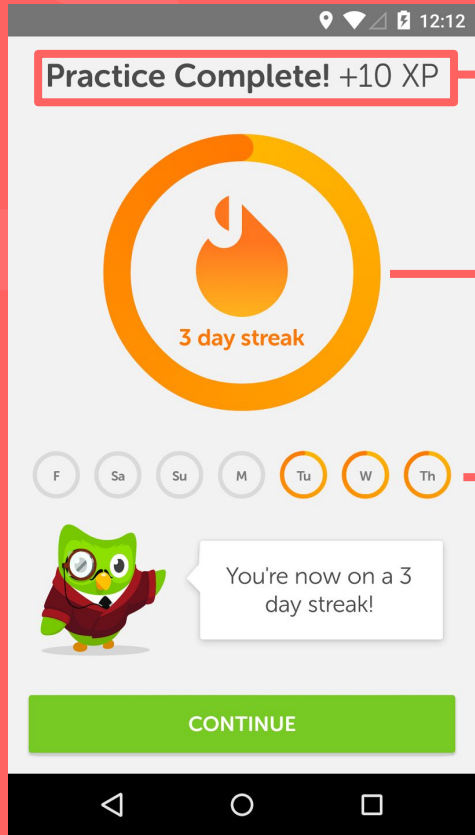 12:12
Practice Complete! +10 XP
3 day streak
F Sa Su M Tu W Th
You're now on a 3
day streak!
CONTINUE